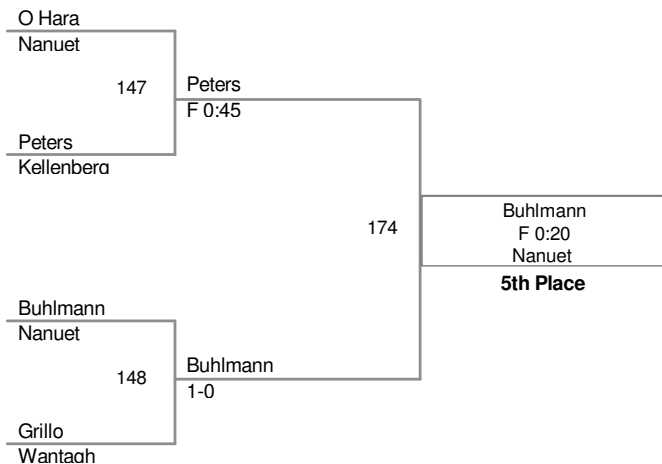 O Hara
Nanuet
147
Peters
F 0:45
Peters
Kellenberg
174
Buhlmann
F 0:20
Nanuet
5th Place
Buhlmann
Nanuet
148
Buhlmann
1-0
Grillo
Wantagh